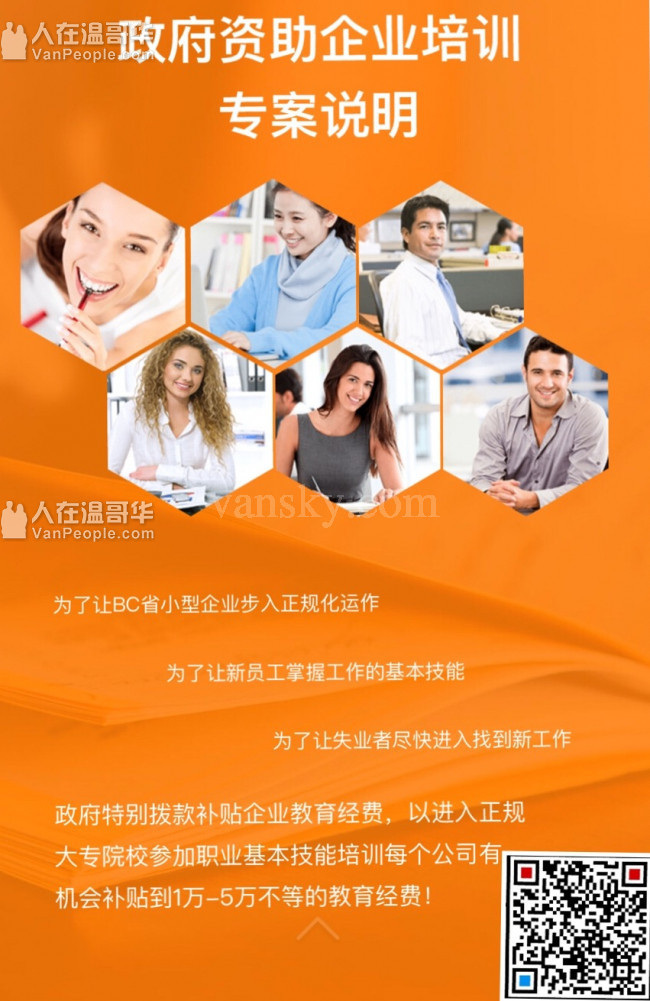 人在温哥华
VanPeople.com
政府资助企业培训
专案说明
vansky.com
人在温哥华
VanPeople.com
为了让BC省小型企业步入正规化运作
为了让新员工掌握工作的基本技能
为了让失业者尽快进入找到新工作
政府特别拨款补贴企业教育经费，以进入正规
大专院校参加职业基本技能培训每个公司有
机会补贴到1万-5万不等的教育经费！